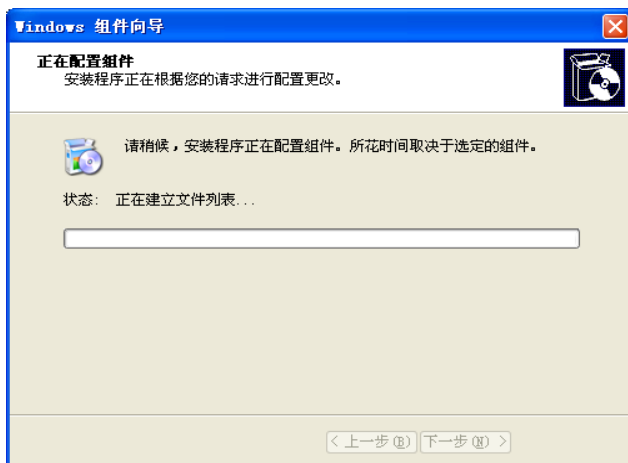 Windows 组件向导
正在配置组件
安装程序正在根据您的请求进行配置更改。
请稍候，安装程序正在配置组件。所花时间取决于选定的组件。
状态： 正在建立文件列表...
< 上一步(B) 下一步(N) >